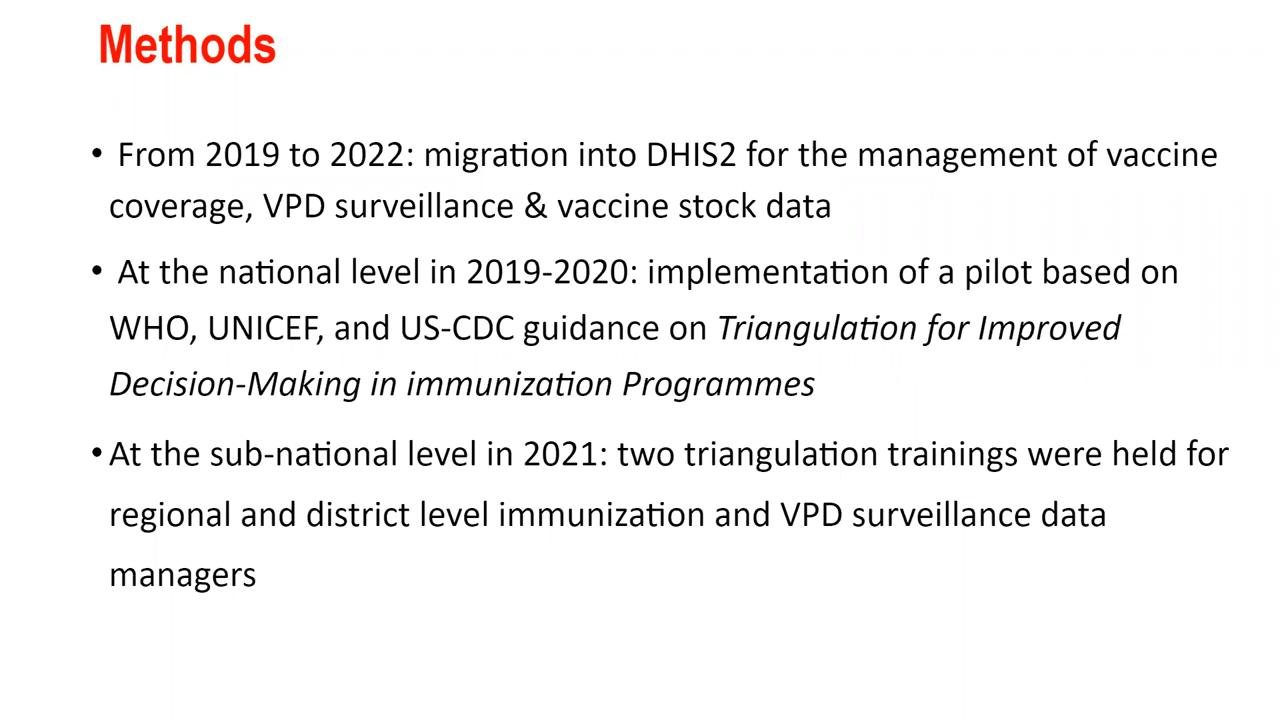 Methods
• From 2019 to 2022: migration into DHIS2 for the management of vaccine
coverage, VPD surveillance & vaccine stock data
• At the national level in 2019-2020: implementation of a pilot based on
WHO, UNICEF, and US-CDC guidance on Triangulation for Improved
Decision-Making in immunization Programmes
• At the sub-national level in 2021: two triangulation trainings were held for
regional and district level immunization and VPD surveillance data
managers